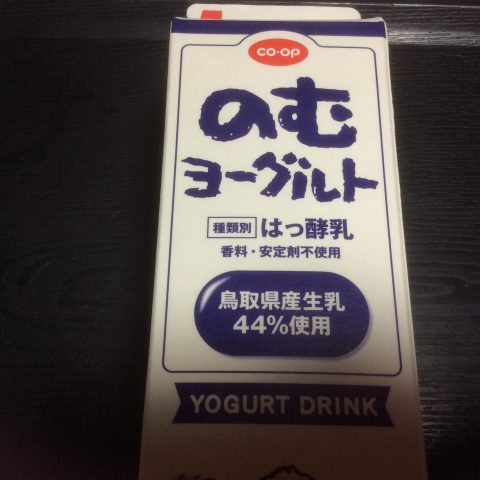 CO·OP
のむ
ヨーグルト
種類別 はっ酵乳
香料・安定剤不使用
鳥取県産生乳
44%使用
YOGURT DRINK